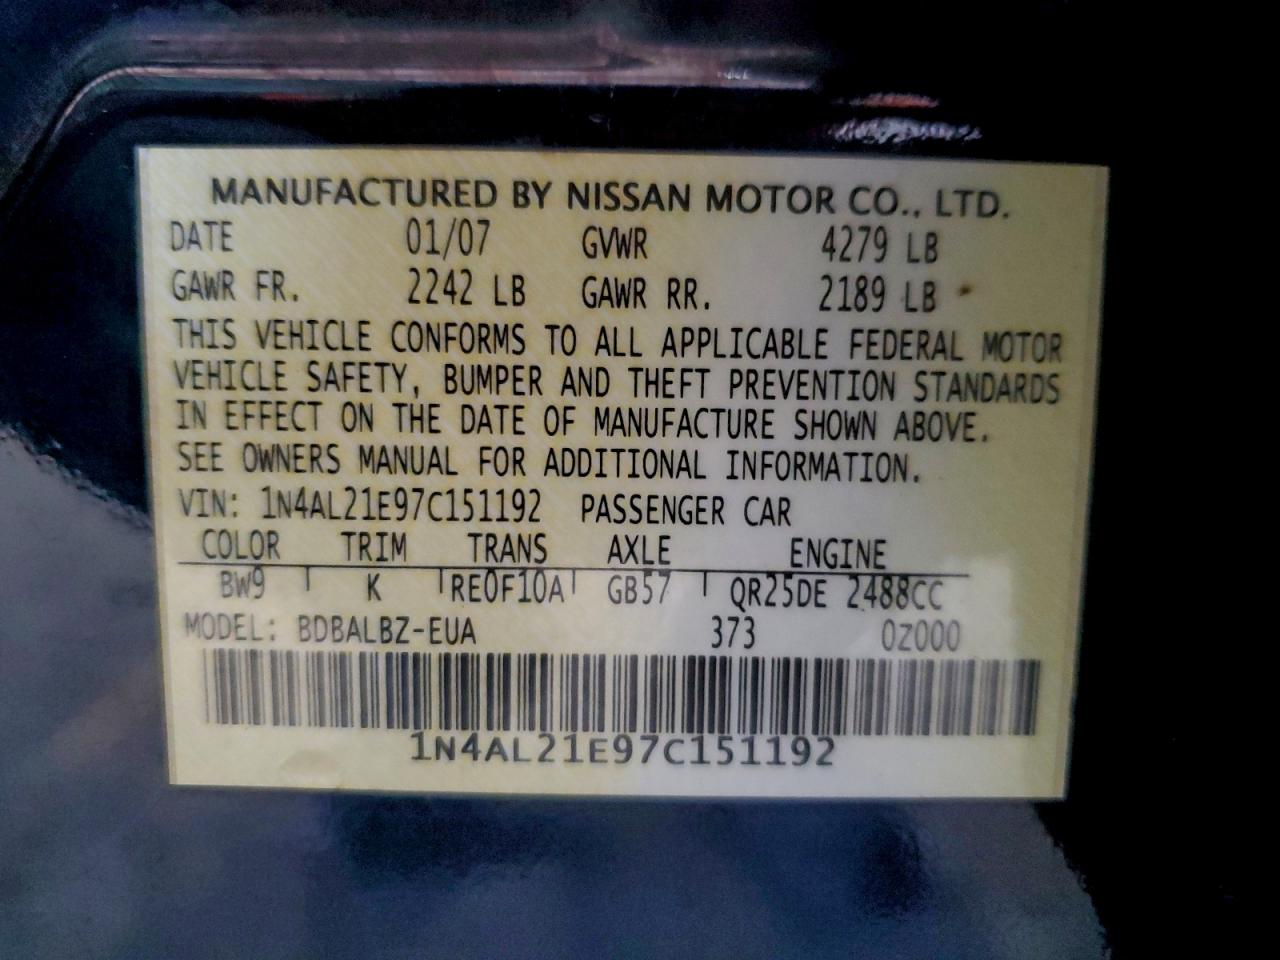 MANUFACTURED BY NISSAN MOTOR CO., LTD.
DATE 01/07 GVWR 4279 LB
GAWR FR. 2242 LB GAWR RR. 2189 LB
THIS VEHICLE CONFORMS TO ALL APPLICABLE FEDERAL MOTOR
VEHICLE SAFETY, BUMPER AND THEFT PREVENTION STANDARDS
IN EFFECT ON THE DATE OF MANUFACTURE SHOWN ABOVE.
SEE OWNERS MANUAL FOR ADDITIONAL INFORMATION.
VIN: 1N4AL21E97C151192 PASSENGER CAR
COLOR TRIM TRANS AXLE ENGINE
BW9 K RE0F10A GB57 QR25DE 2488CC
MODEL: BDBALBZ-EUA 373 0Z000
1N4AL21E97C151192